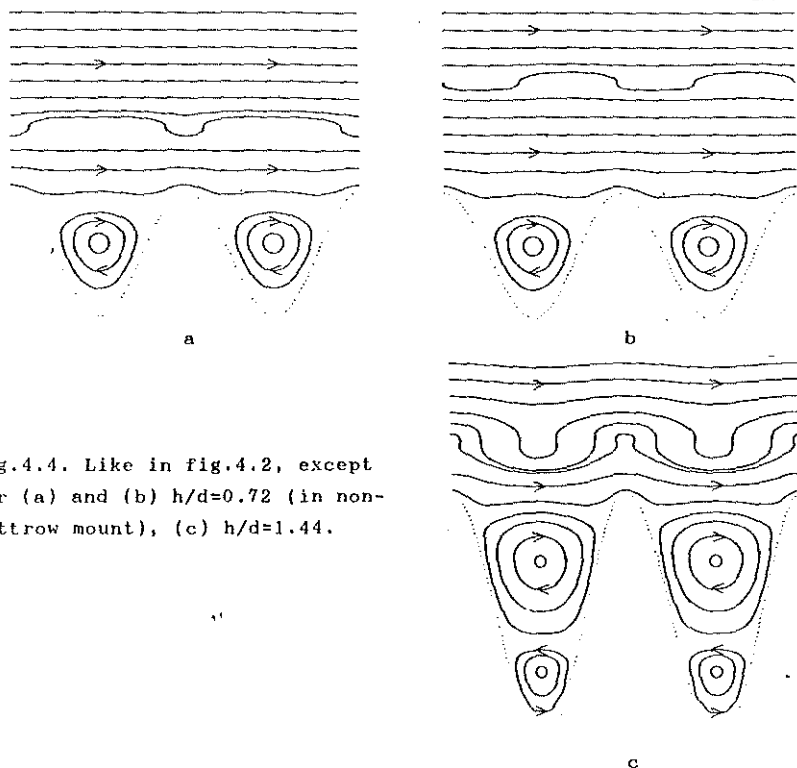 a
b
g.4.4. Like in fig.4.2, except
r (a) and (b) h/d=0.72 (in non-
ttrow mount), (c) h/d=1.44.
c